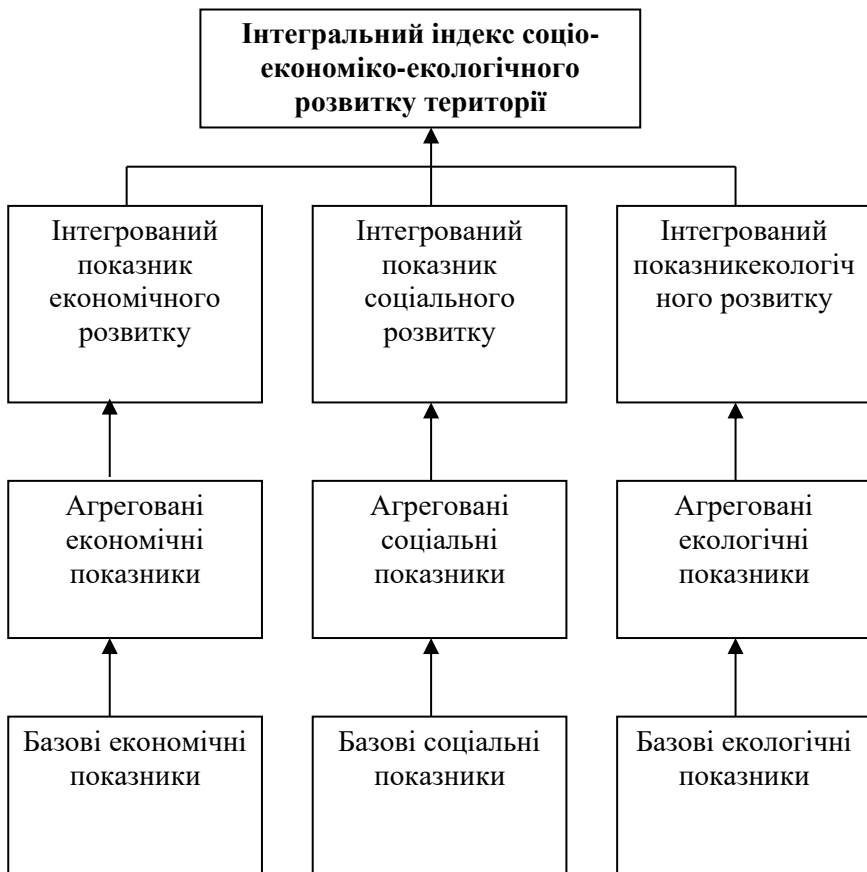 Інтегральний індекс соціо-
економіко-екологічного
розвитку території
Інтегрований
показник
економічного
розвитку
Інтегрований
показник
соціального
розвитку
Інтегрований
показникекологіч
ного розвитку
Агреговані
економічні
показники
Агреговані
соціальні
показники
Агреговані
екологічні
показники
Базові економічні
показники
Базові соціальні
показники
Базові екологічні
показники